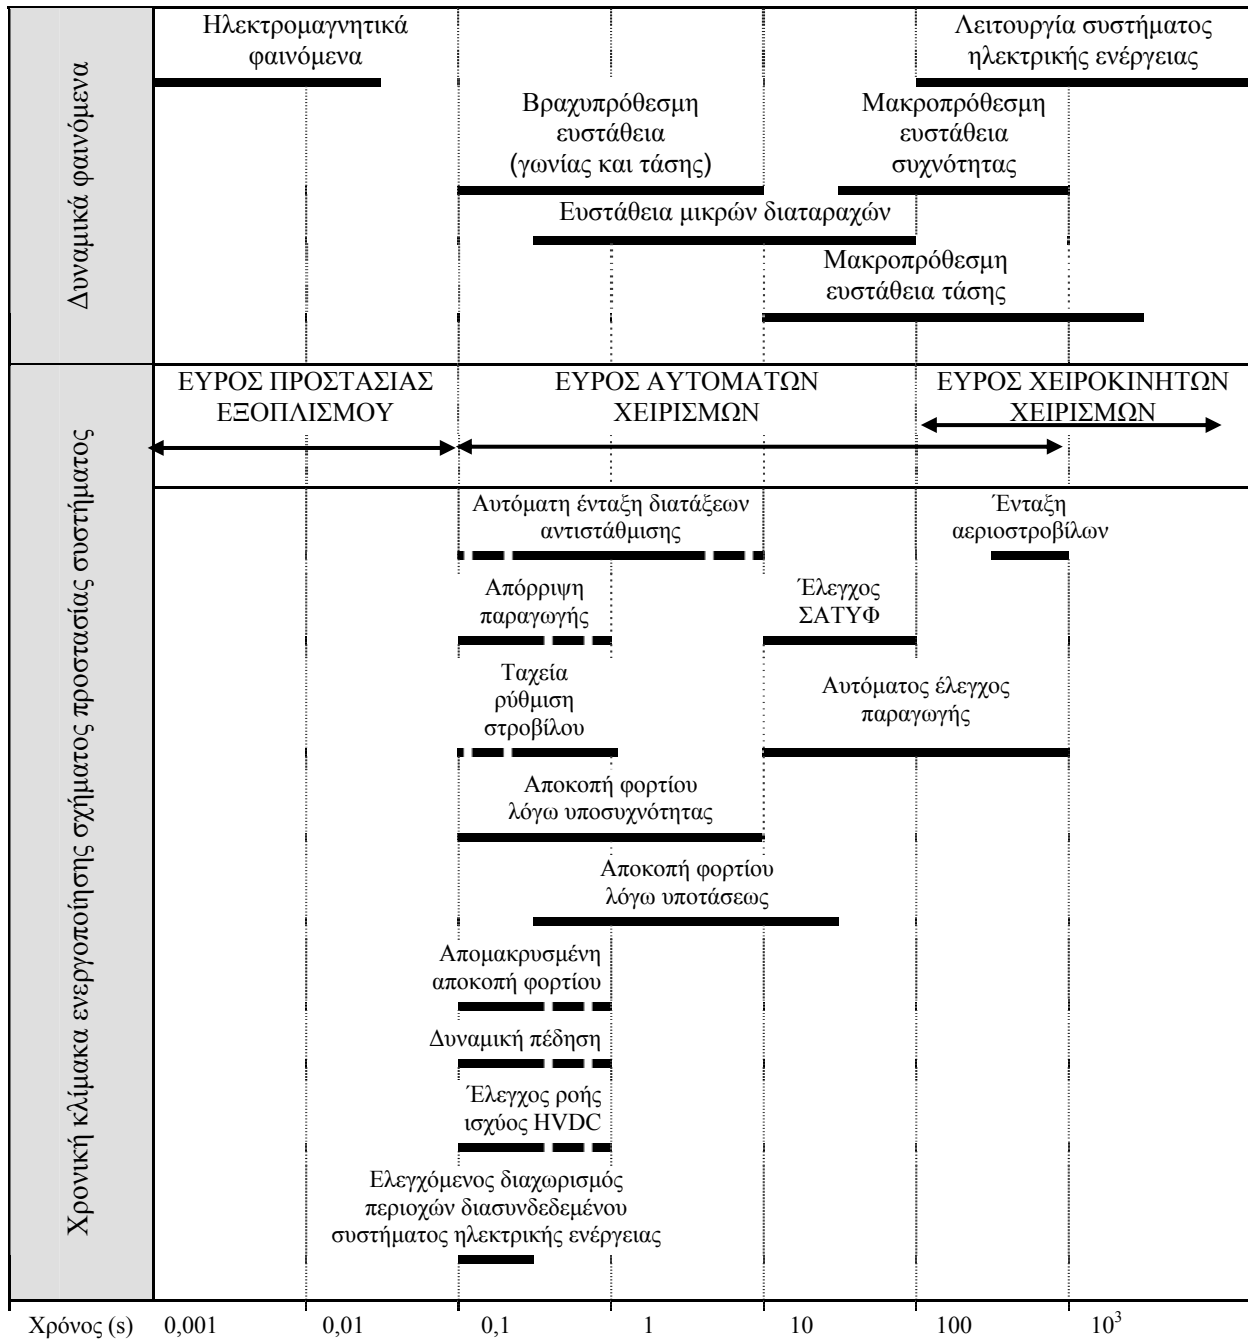 Δυναμικά φαινόμενα
Ηλεκτρομαγνητικά
φαινόμενα
Λειτουργία συστήματος
ηλεκτρικής ενέργειας
Βραχυπρόθεσμη
ευστάθεια
(γωνίας και τάσης)
Μακροπρόθεσμη
ευστάθεια
συχνότητας
Ευστάθεια μικρών διαταραχών
Μακροπρόθεσμη
ευστάθεια τάσης
Χρονική κλίμακα ενεργοποίησης σχήματος προστασίας συστήματος
ΕΥΡΟΣ ΠΡΟΣΤΑΣΙΑΣ
ΕΞΟΠΛΙΣΜΟΥ
ΕΥΡΟΣ ΑΥΤΟΜΑΤΩΝ
ΧΕΙΡΙΣΜΩΝ
ΕΥΡΟΣ ΧΕΙΡΟΚΙΝΗΤΩΝ
ΧΕΙΡΙΣΜΩΝ
Αυτόματη ένταξη διατάξεων
αντιστάθμισης
Ένταξη
αεριοστροβίλων
Απόρριψη
παραγωγής
Έλεγχος
ΣΑΤΥΦ
Ταχεία
ρύθμιση
στροβίλου
Αυτόματος έλεγχος
παραγωγής
Αποκοπή φορτίου
λόγω υποσυχνότητας
Αποκοπή φορτίου
λόγω υποτάσεως
Απομακρυσμένη
αποκοπή φορτίου
Δυναμική πέδηση
Έλεγχος ροής
ισχύος HVDC
Ελεγχόμενος διαχωρισμός
περιοχών διασυνδεδεμένου
συστήματος ηλεκτρικής ενέργειας
Χρόνος (s) 0,001 0,01 0,1 1 10 100 10³